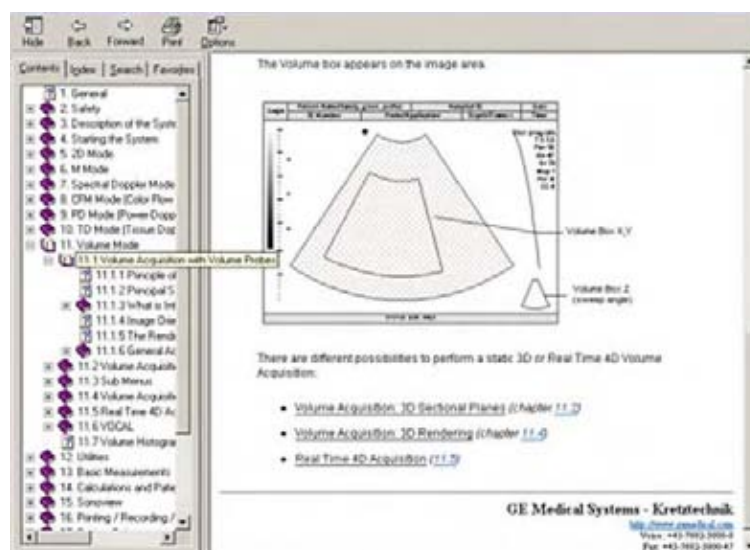 Hide Back Forward Print Options
Contents Index Search Favorites
1. General
2. Safety
3. Description of the Syste
4. Starting the System
5. 2D Mode
6. M Mode
7. Spectral Doppler Mode
8. CFM Mode (Color Flow
9. PD Mode (Power-Dopp
10. TD Mode (Tissue Dop
11. Volume Mode
11.1 Volume Acquisition with Volume Probes
11.1.1 Principle of
11.1.2 Principal S
11.1.3 What is Int
11.1.4 Image Orie
11.1.5 The Rendi
11.1.6 General Ac
11.2 Volume Acquisiti
11.3 Sub Menus
11.4 Volume Acquisiti
11.5 Real Time 4D Ac
11.6 VOCAL
11.7 Volume Histogra
12. Utilities
13. Basic Measurements
14. Calculations and Patie
15. Sonoview
16. Printing / Recording /
The Volume box appears on the image area.
Volume Box X,Y
Volume Box Z
(sweep angle)
There are different possibilities to perform a static 3D or Real Time 4D Volume
Acquisition:
• Volume Acquisition: 3D Sectional Planes (chapter 11.2)
• Volume Acquisition: 3D Rendering (chapter 11.4)
• Real Time 4D Acquisition (11.5)
GE Medical Systems - Kretztechnik